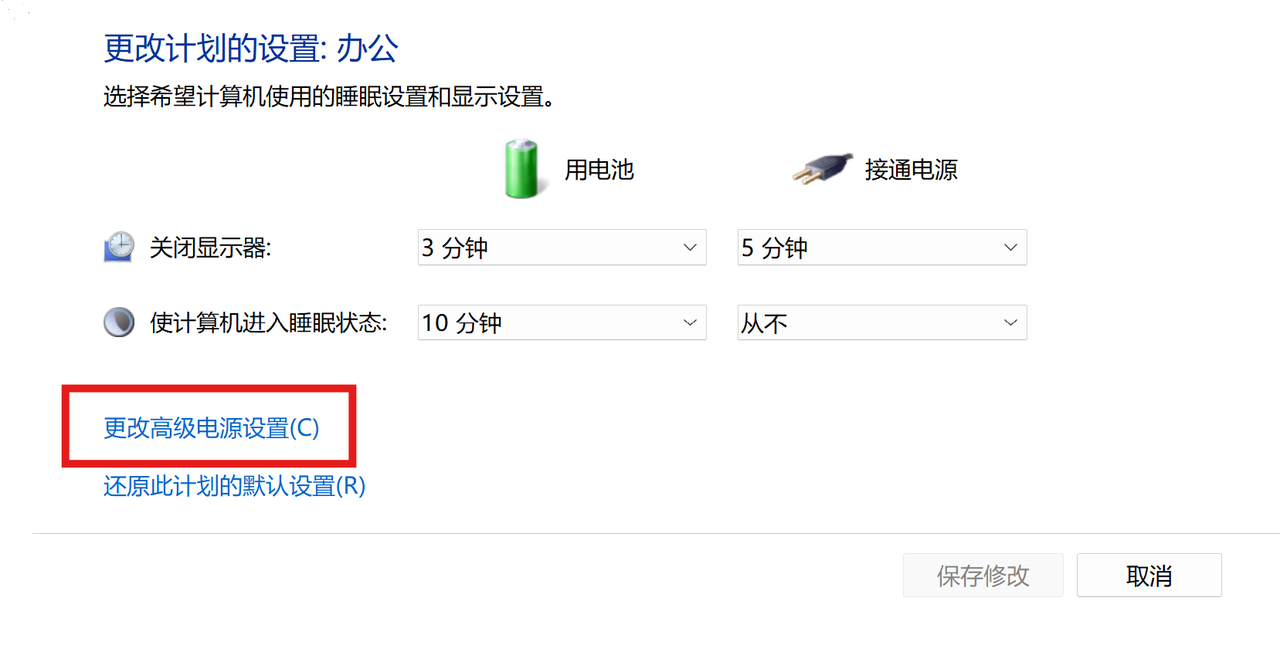 更改计划的设置: 办公
选择希望计算机使用的睡眠设置和显示设置。
用电池 接通电源
关闭显示器: 3 分钟 5 分钟
使计算机进入睡眠状态: 10 分钟 从不
更改高级电源设置(C)
还原此计划的默认设置(R)
保存修改 取消